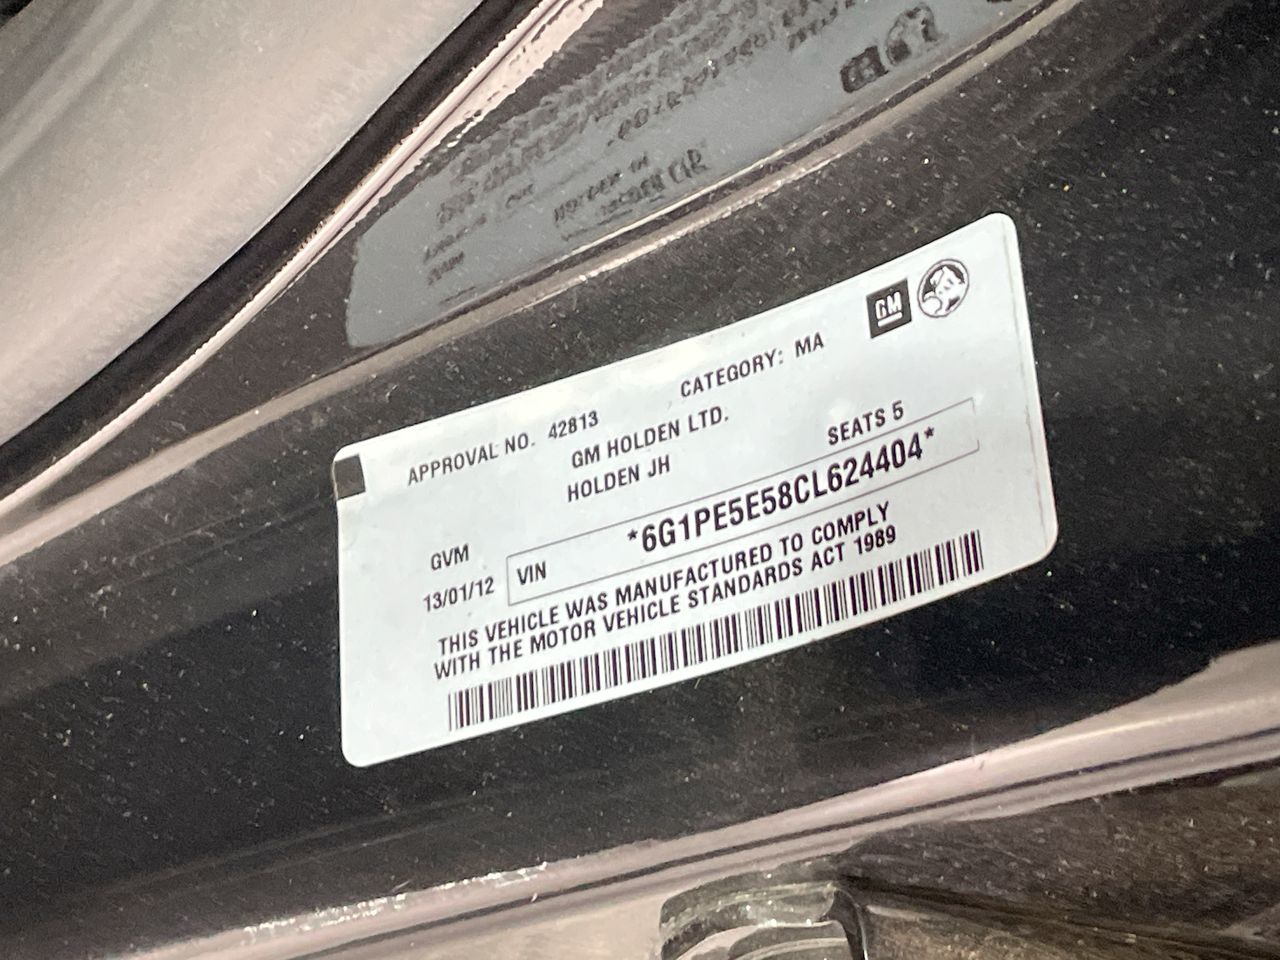 GM
APPROVAL NO. 42813 CATEGORY: MA
GM HOLDEN LTD.
HOLDEN JH SEATS 5
GVM
13/01/12 VIN *6G1PE5E58CL624404*
THIS VEHICLE WAS MANUFACTURED TO COMPLY
WITH THE MOTOR VEHICLE STANDARDS ACT 1989